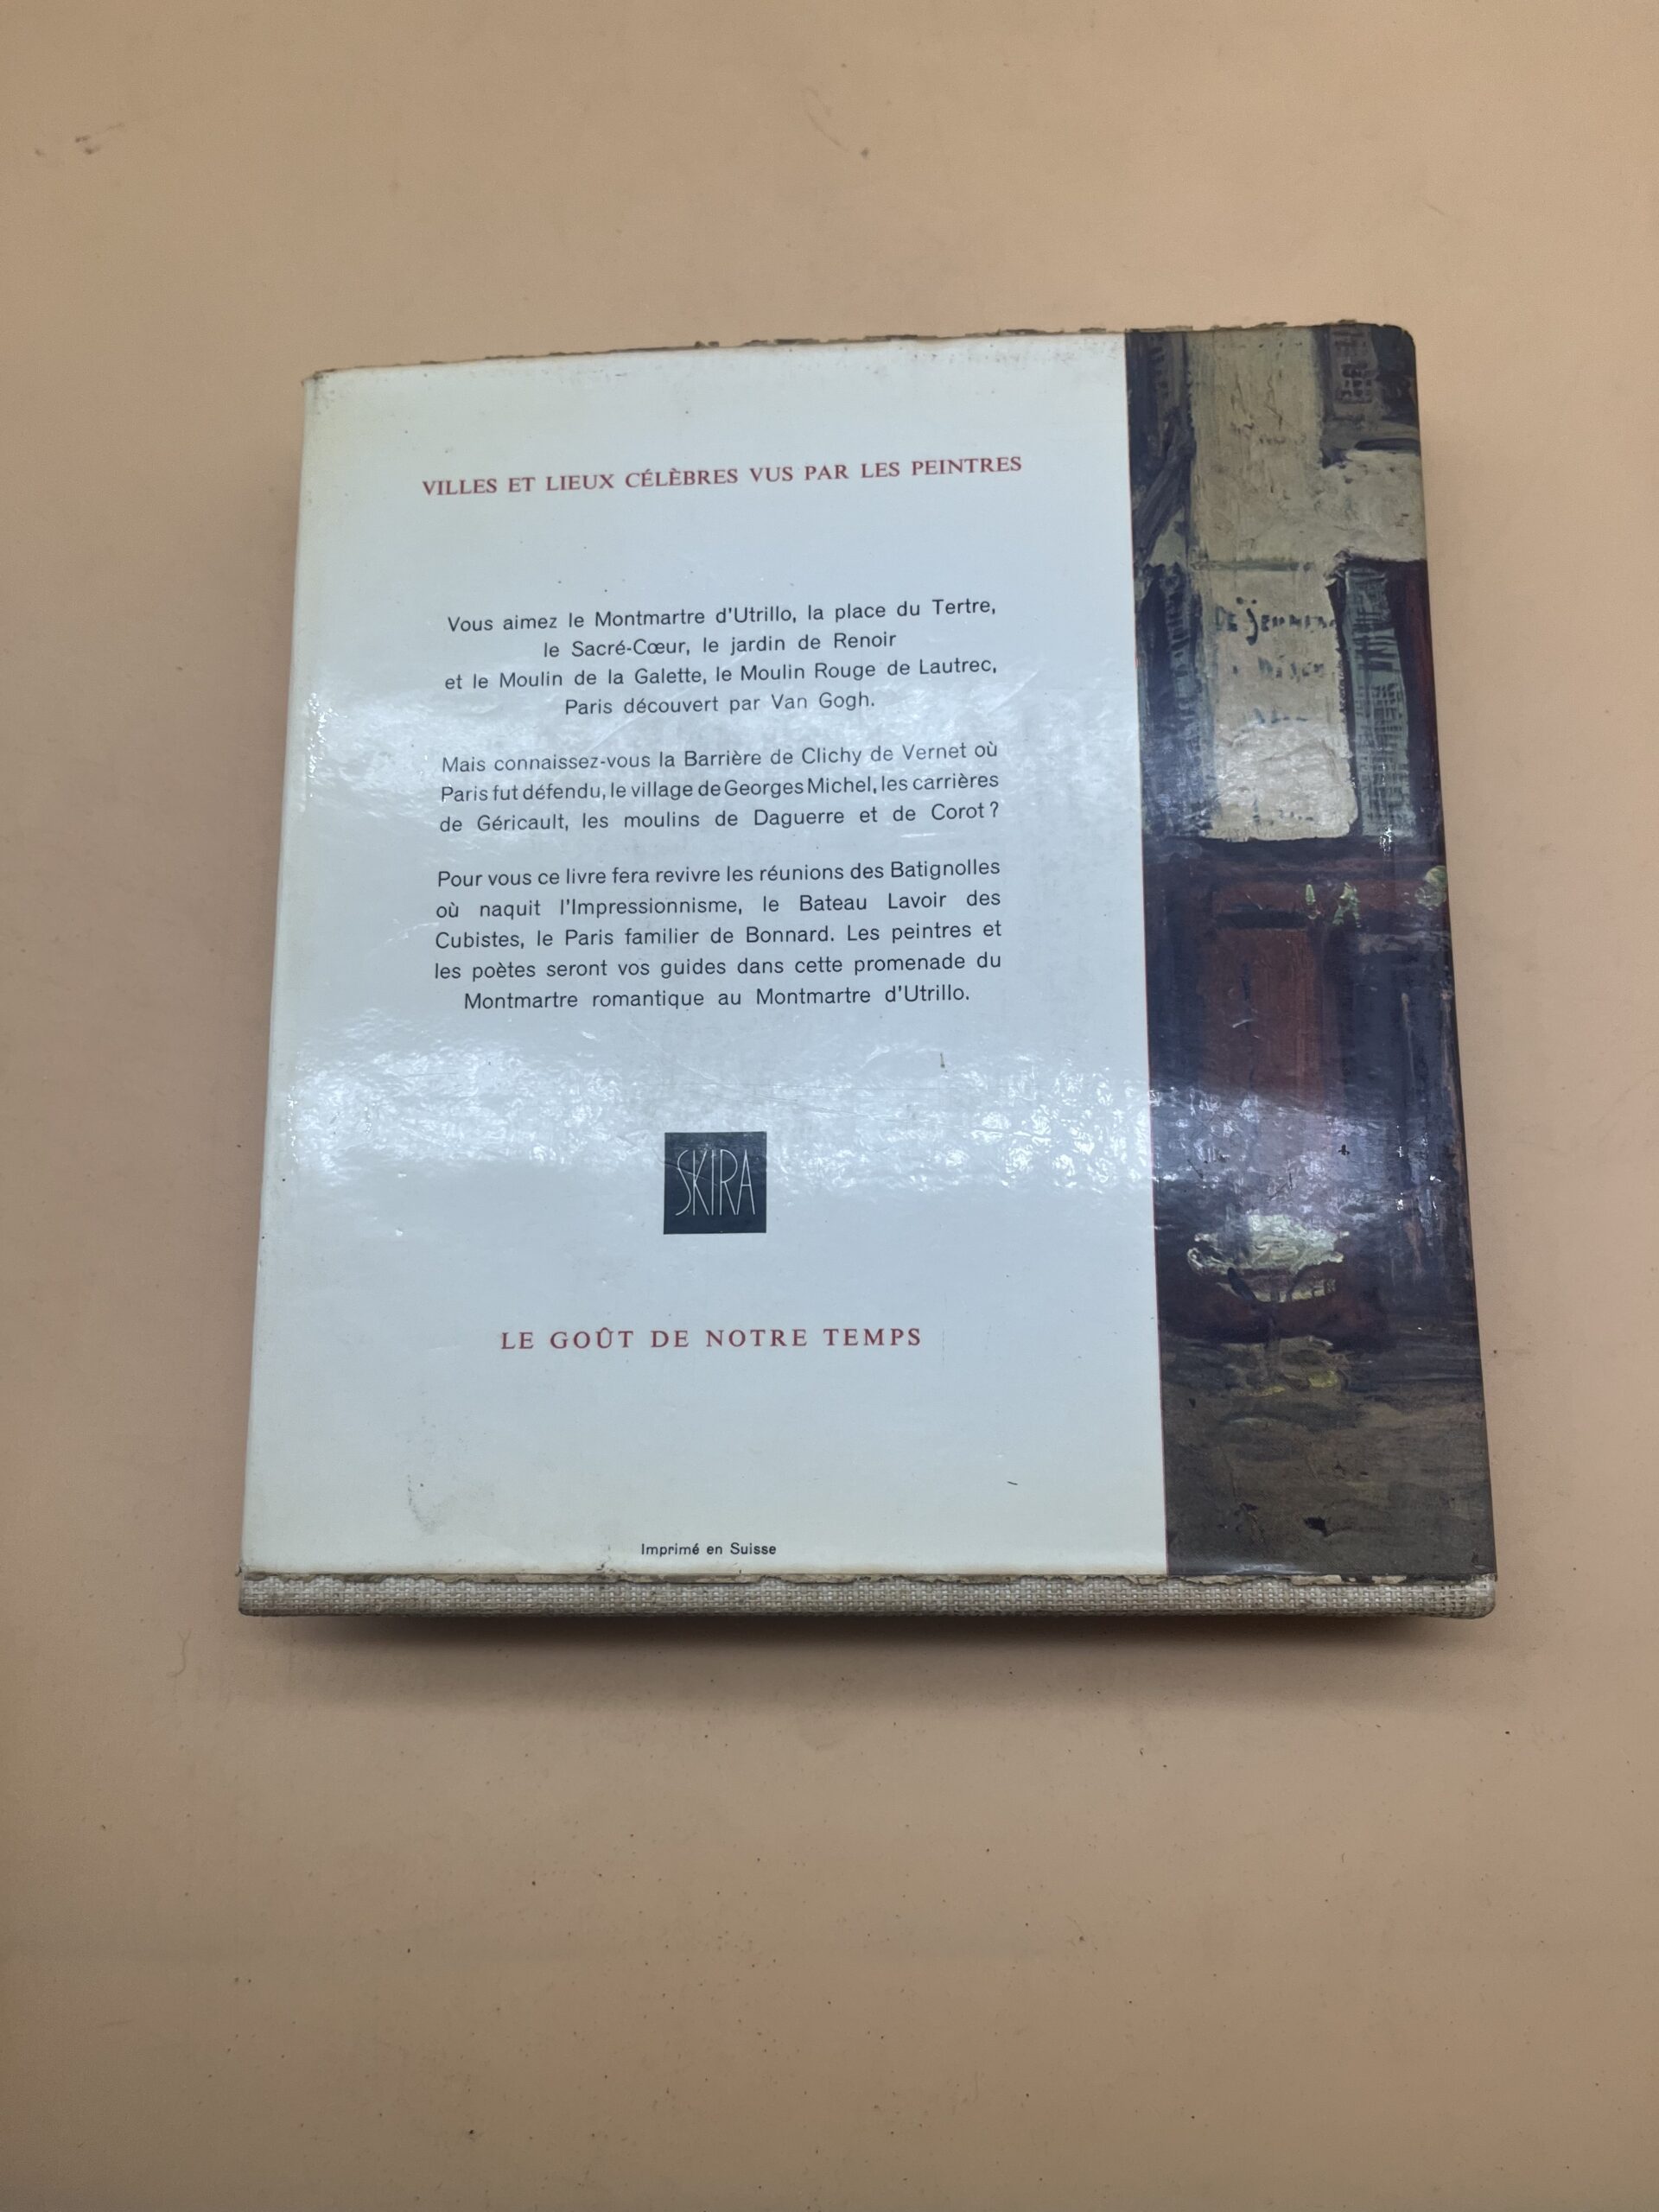 VILLES ET LIEUX CÉLÈBRES VUS PAR LES PEINTRES
Vous aimez le Montmartre d'Utrillo, la place du Tertre,
le Sacré-Cœur, le jardin de Renoir
et le Moulin de la Galette, le Moulin Rouge de Lautrec,
Paris découvert par Van Gogh.
Mais connaissez-vous la Barrière de Clichy de Vernet où
Paris fut défendu, le village de Georges Michel, les carrières
de Géricault, les moulins de Daguerre et de Corot ?
Pour vous ce livre fera revivre les réunions des Batignolles
où naquit l'Impressionnisme, le Bateau Lavoir des
Cubistes, le Paris familier de Bonnard. Les peintres et
les poètes seront vos guides dans cette promenade du
Montmartre romantique au Montmartre d'Utrillo.
SKIRA
LE GOÛT DE NOTRE TEMPS
Imprimé en Suisse